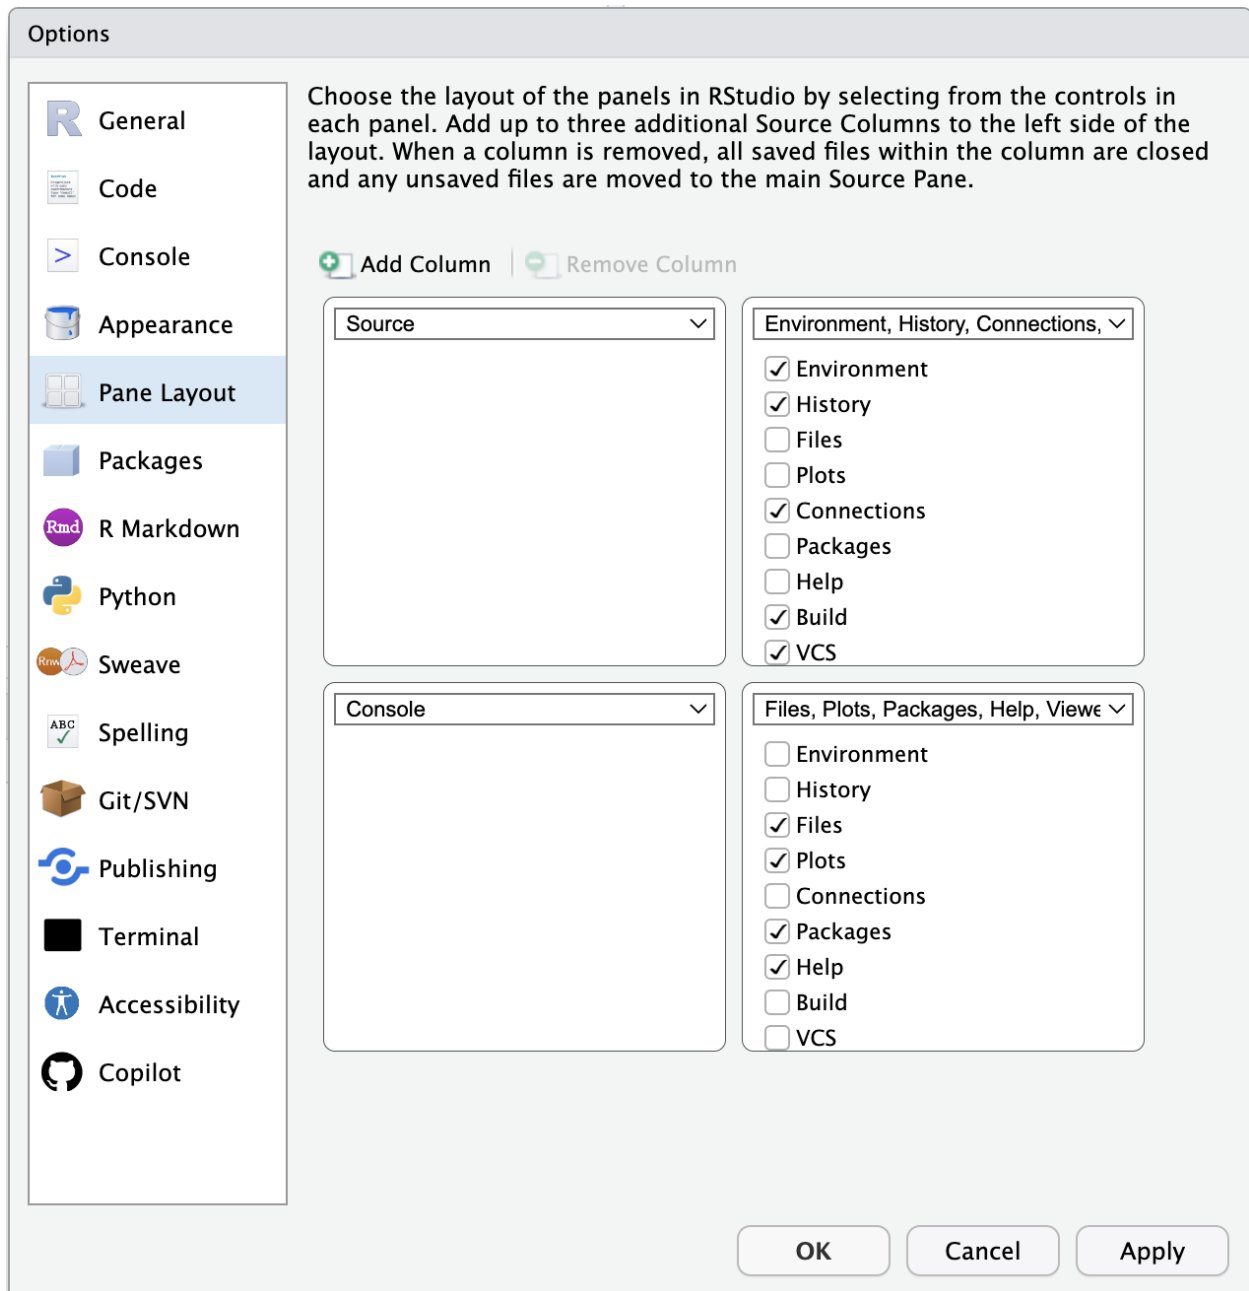 Options
General
Code
Console
Appearance
Pane Layout
Packages
Rmd R Markdown
Python
Rnw Sweave
ABC Spelling
Git/SVN
Publishing
Terminal
Accessibility
Copilot
Choose the layout of the panels in RStudio by selecting from the controls in
each panel. Add up to three additional Source Columns to the left side of the
layout. When a column is removed, all saved files within the column are closed
and any unsaved files are moved to the main Source Pane.
Add Column
Remove Column
Source
Environment, History, Connections,
Environment
History
Files
Plots
Connections
Packages
Help
Build
VCS
Console
Files, Plots, Packages, Help, Viewe
Environment
History
Files
Plots
Connections
Packages
Help
Build
VCS
OK
Cancel
Apply